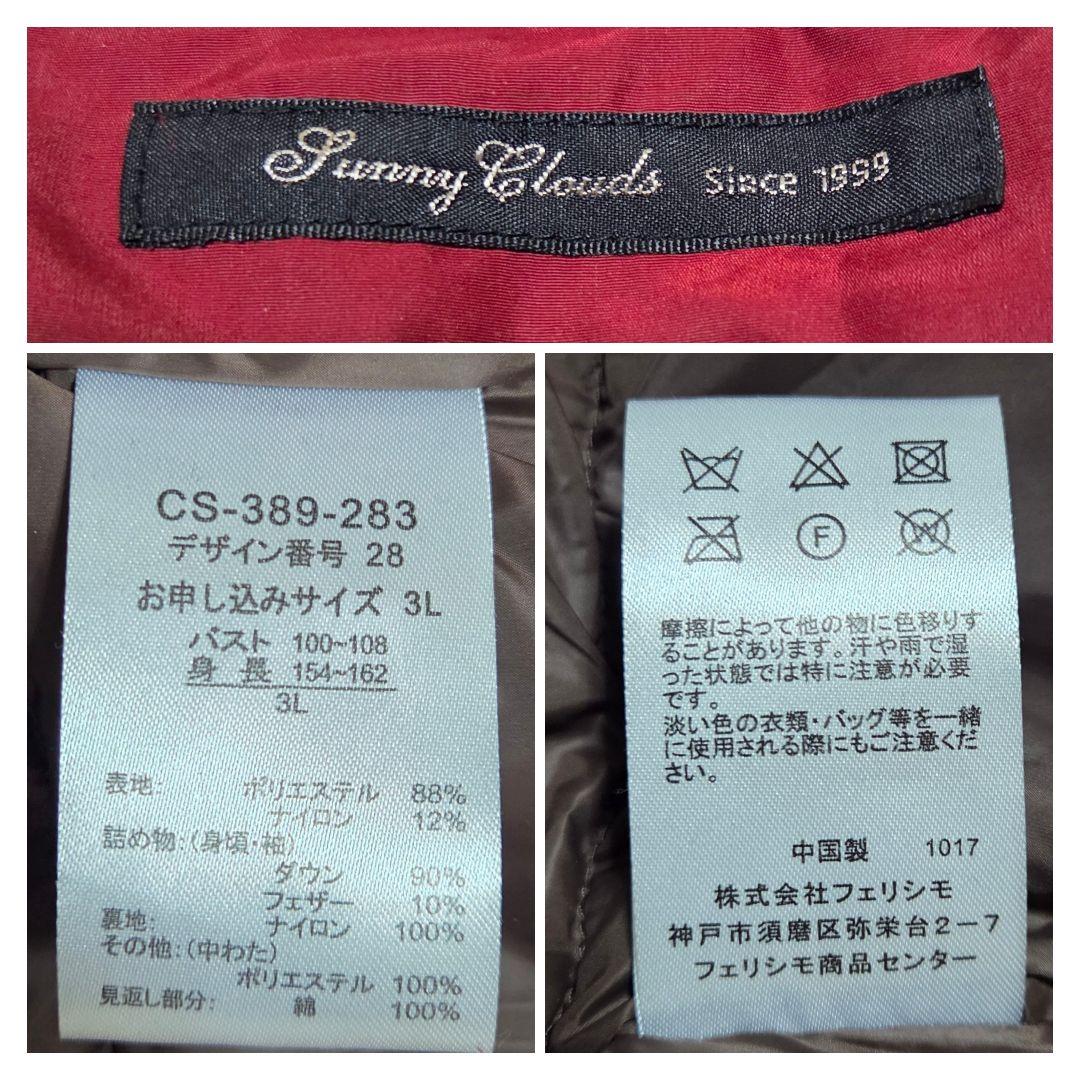 Sunny Clouds Since 1999
CS-389-283
デザイン番号 28
お申し込みサイズ 3L
バスト 100~108
身 長 154~162
3L
表地: ポリエステル 88%
ナイロン 12%
詰め物:(身頃・袖)
ダウン 90%
フェザー 10%
裏地: ナイロン 100%
その他:(中わた)
ポリエステル 100%
見返し部分: 綿 100%
F
W
摩擦によって他の物に色移りす
ることがあります。汗や雨で湿
った状態では特に注意が必要
です。
淡い色の衣類・バッグ等を一緒
に使用される際にもご注意くだ
さい。
中国製 1017
株式会社フェリシモ
神戸市須磨区弥栄台2-7
フェリシモ商品センター